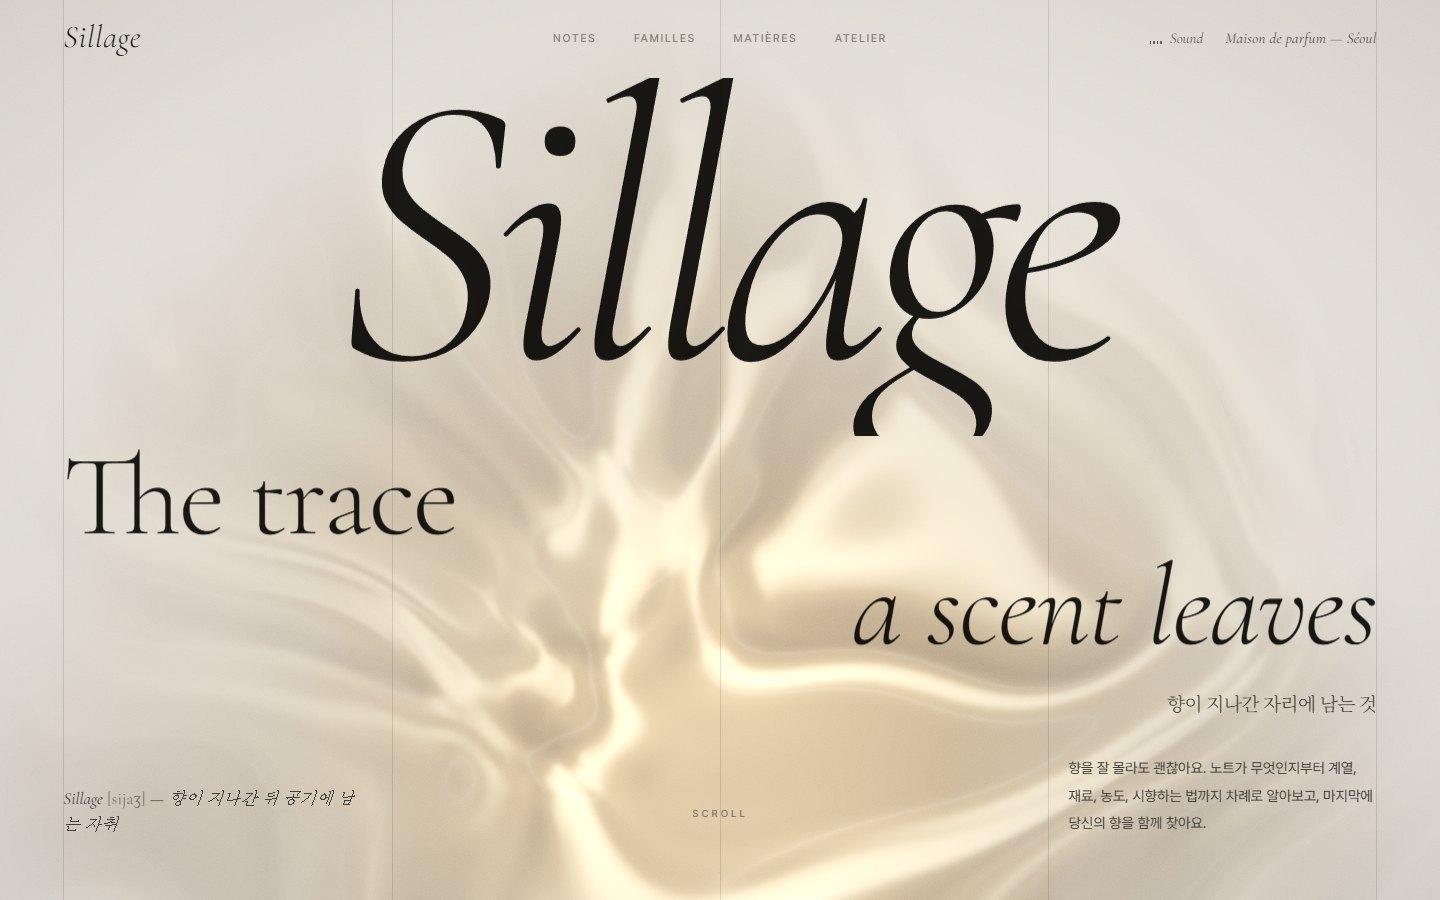 Sillage
NOTES FAMILLES MATIÈRES ATELIER
Sound Maison de parfum — Séoul
Sillage
The trace
a scent leaves
향이 지나간 자리에 남는 것
향을 잘 몰라도 괜찮아요. 노트가 무엇인지부터 계열,
재료, 농도, 시향하는 법까지 차례로 알아보고, 마지막에
당신의 향을 함께 찾아요.
Sillage [sijaʒ] — 향이 지나간 뒤 공기에 남
는 자취
SCROLL